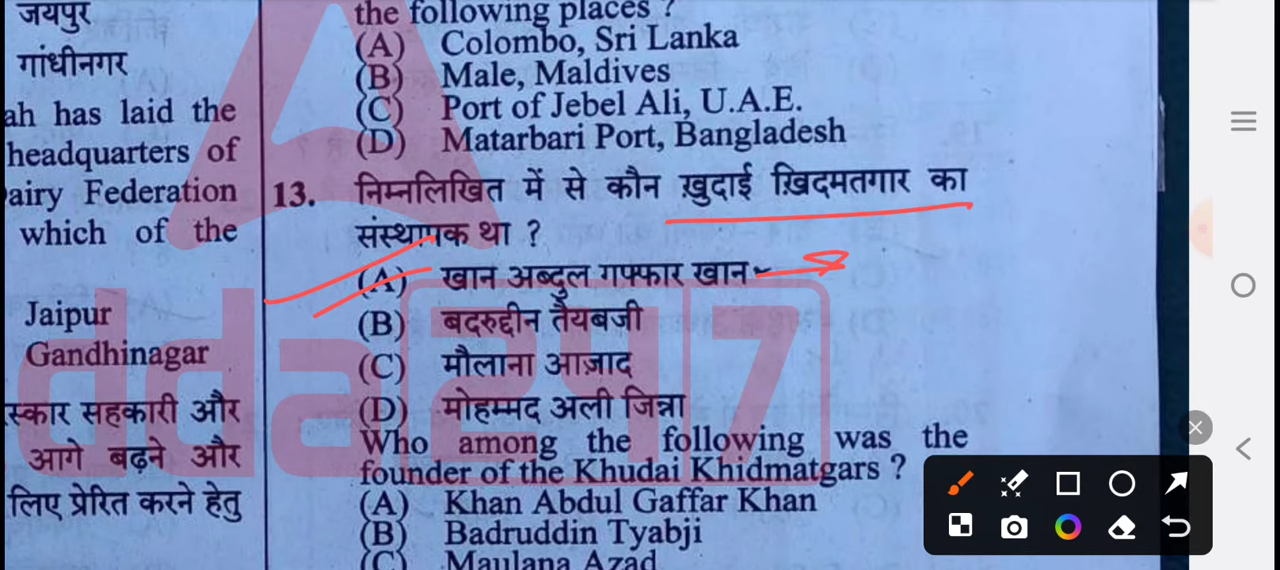 जयपुर
गांधीनगर
ah has laid the
headquarters of
airy Federation
which of the
Jaipur
Gandhinagar
स्कार सहकारी और
आगे बढ़ने और
लिए प्रेरित करने हेतु
the following places ?
(A) Colombo, Sri Lanka
(B) Male, Maldives
(C) Port of Jebel Ali, U.A.E.
(D) Matarbari Port, Bangladesh
13. निम्नलिखित में से कौन ख़ुदाई ख़िदमतगार का
संस्थापक था ?
(A) खान अब्दुल गफ्फार खान
(B) बदरुद्दीन तैयबजी
(C) मौलाना आज़ाद
(D) मोहम्मद अली जिन्ना
Who among the following was the
founder of the Khudai Khidmatgars ?
(A) Khan Abdul Gaffar Khan
(B) Badruddin Tyabji
(C) Maulana Azad
adda247